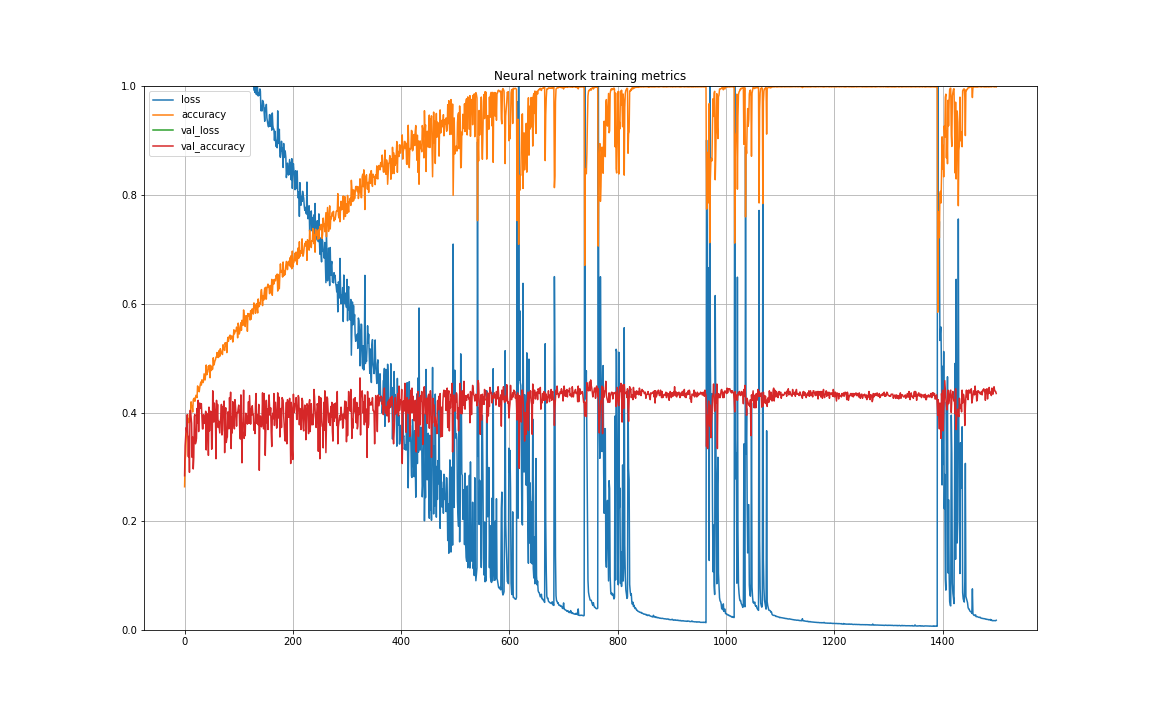 Neural network training metrics
1.0
loss
accuracy
val_loss
val_accuracy
0.8
0.6
0.4
0.2
0.0
0 200 400 600 800 1000 1200 1400